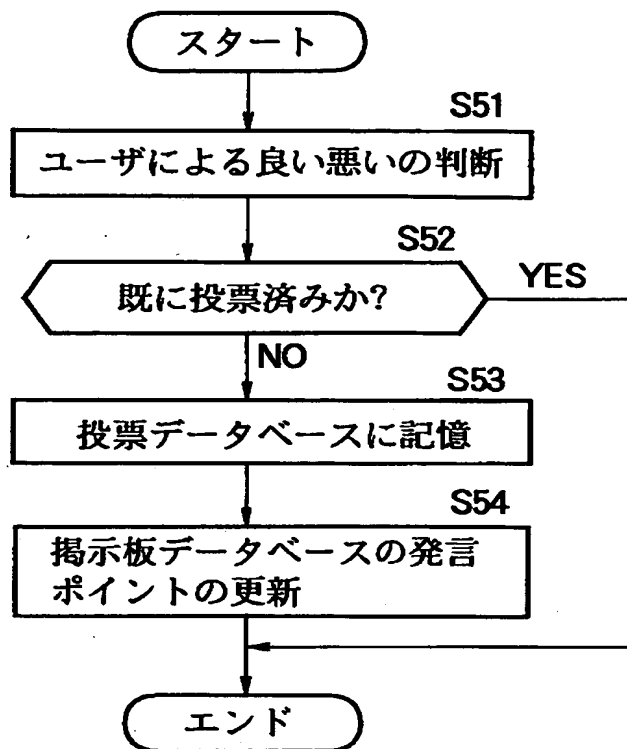 スタート
S51
ユーザによる良い悪いの判断
S52
既に投票済みか?
YES
NO
S53
投票データベースに記憶
S54
掲示板データベースの発言
ポイントの更新
エンド